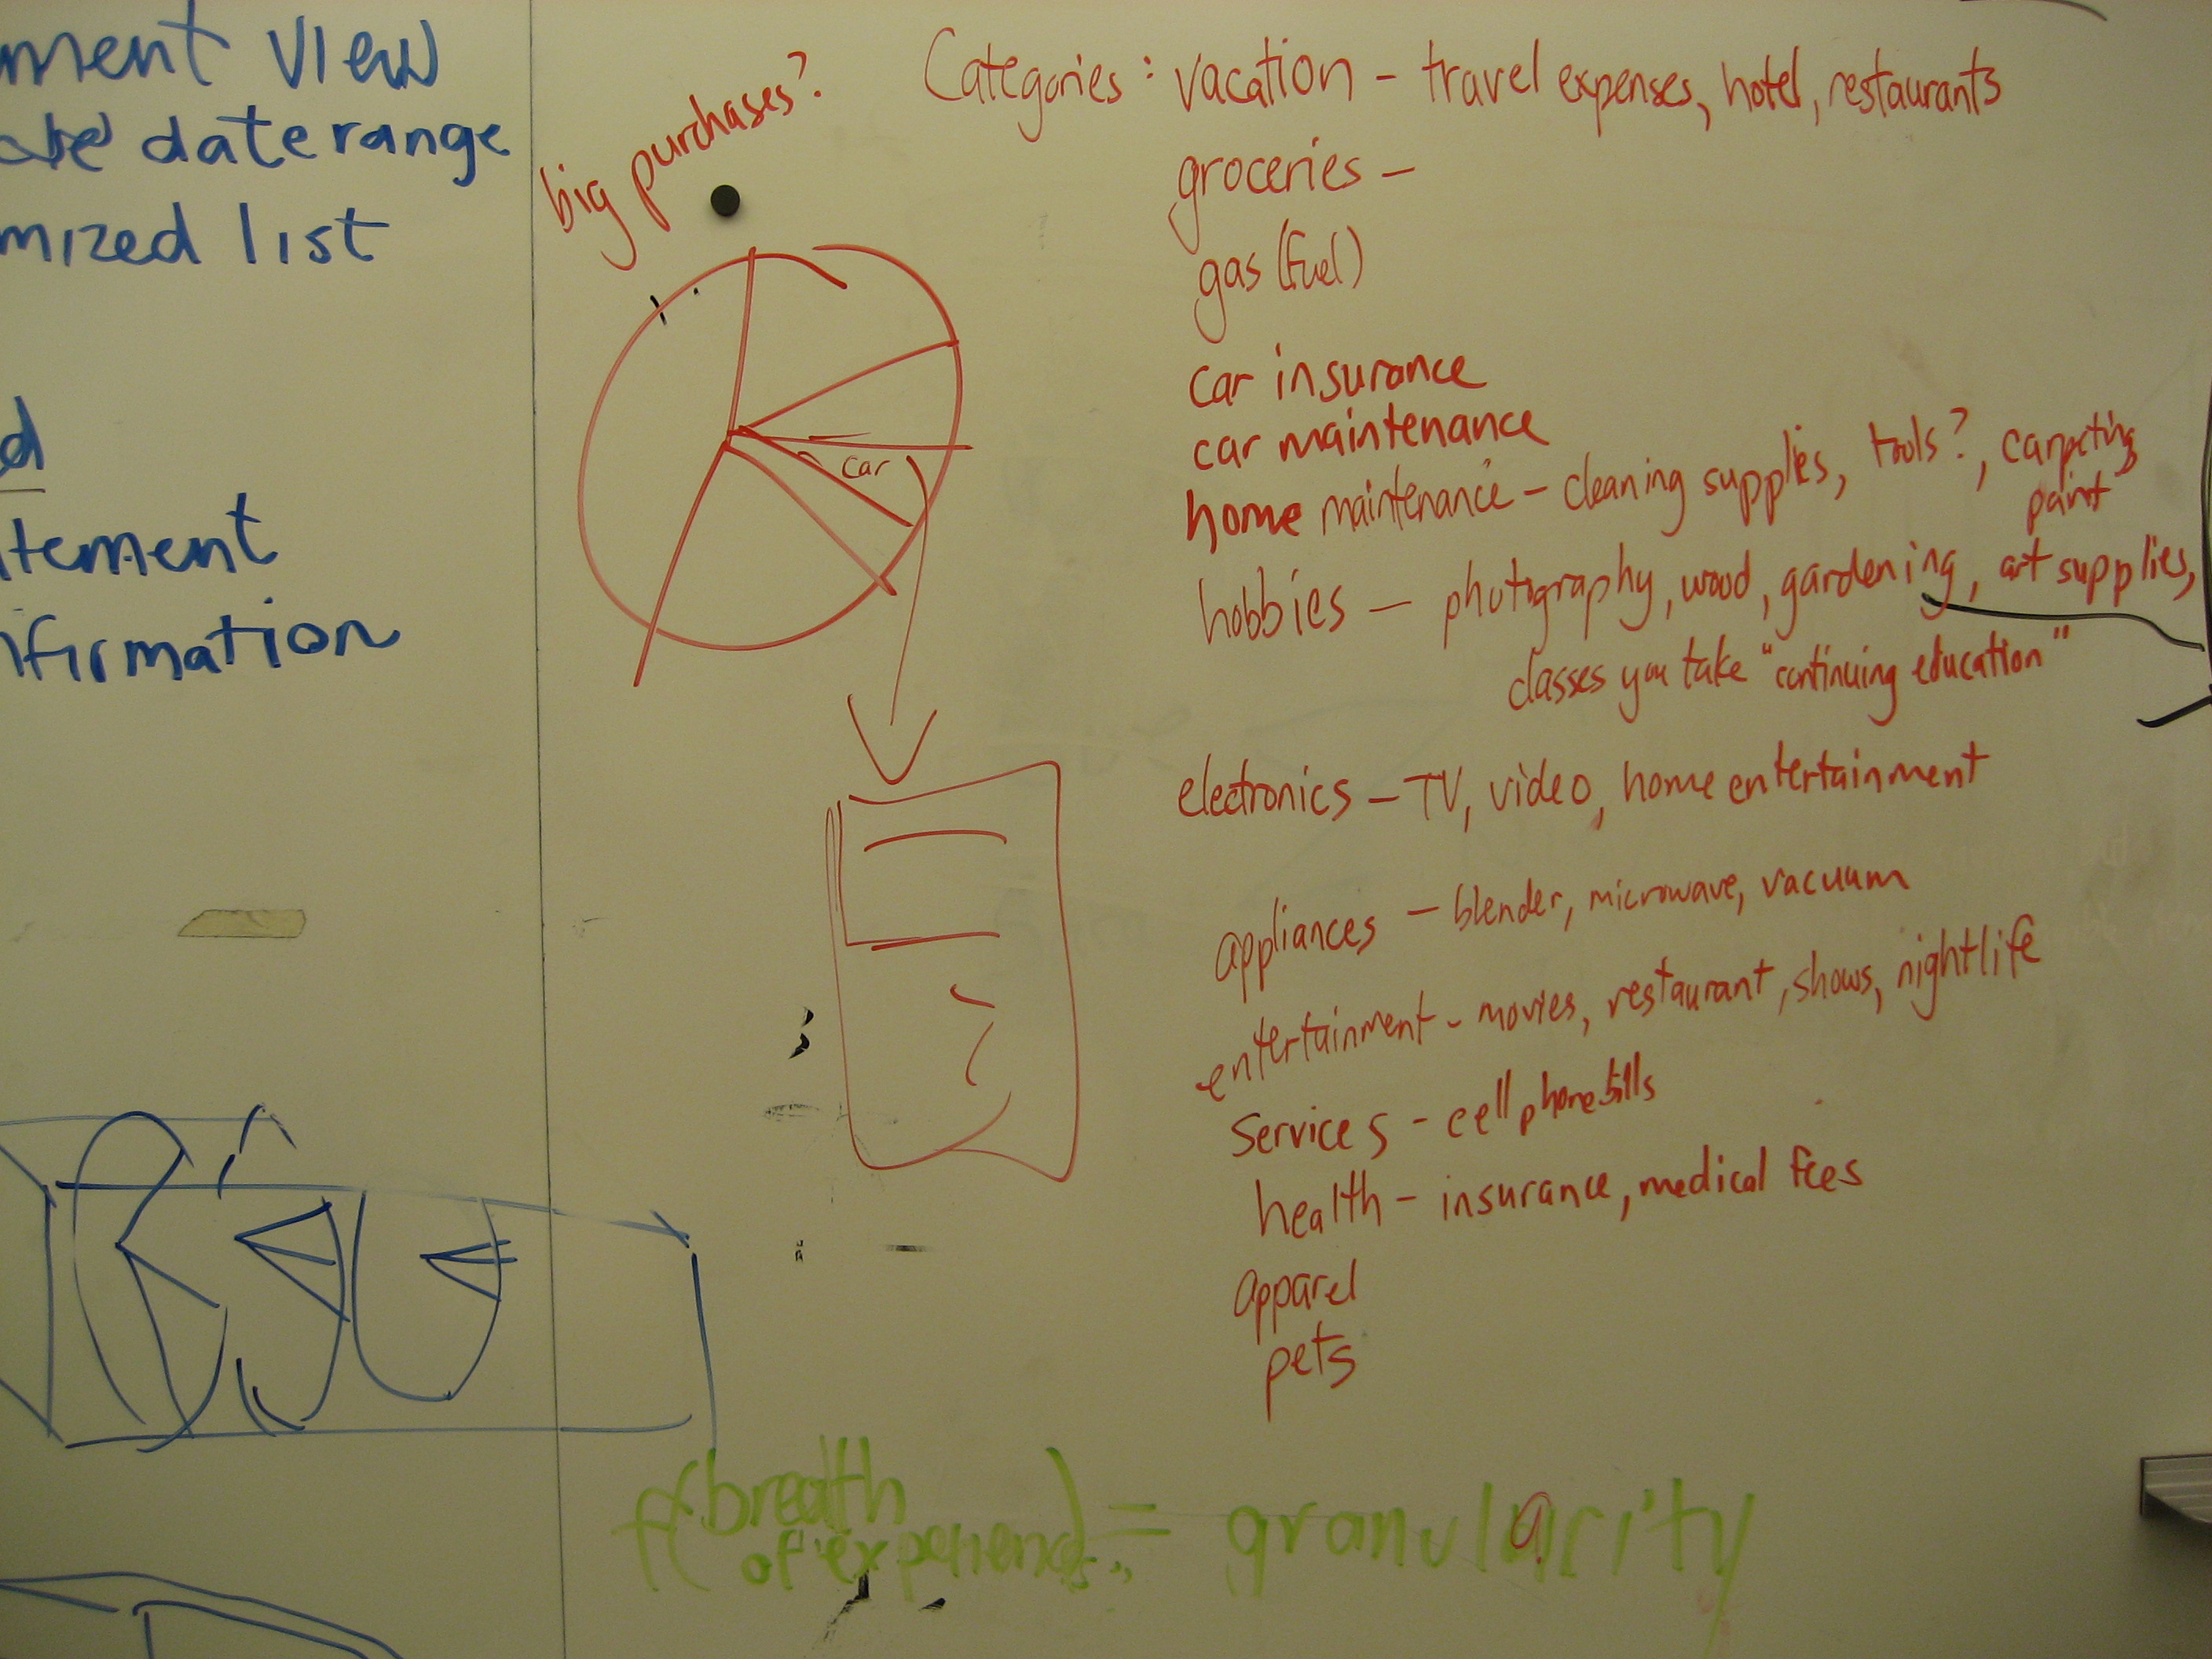 ment view
date range
mized list
d
tement
nfirmation
big purchases?
car
Categories: vacation - travel expenses, hotel, restaurants
groceries -
gas (fuel)
car insurance
car maintenance
home maintenance - cleaning supplies, tools?, carpeting
paint
hobbies - photography, wood, gardening, art supplies,
classes you take "continuing education"
electronics - TV, video, home entertainment
appliances - blender, microwave, vacuum
entertainment - movies, restaurant, shows, nightlife
Services - cell phone bills
health - insurance, medical fees
apparel
pets
f(breath
of experience) = granularity